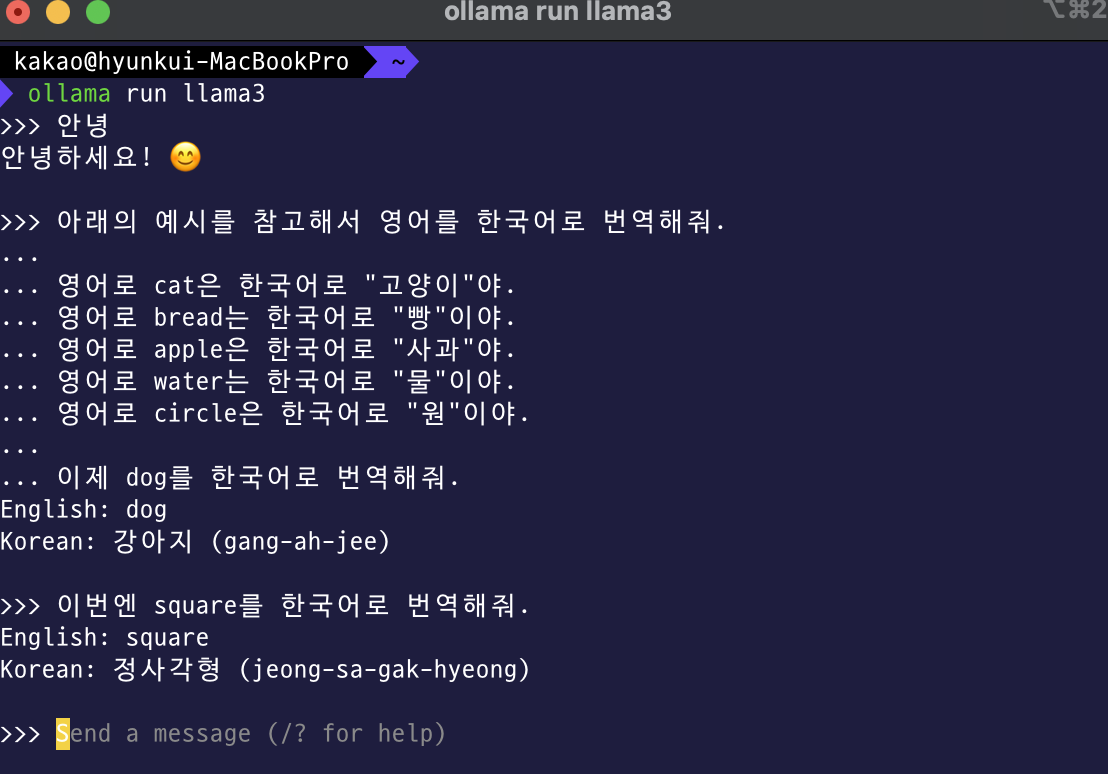 ollama run llama3
⌥⌘2
kakao@hyunkui-MacBookPro ~
ollama run llama3
>>> 안녕
안녕하세요! 😊
>>> 아래의 예시를 참고해서 영어를 한국어로 번역해줘.
...
... 영어로 cat은 한국어로 "고양이"야.
... 영어로 bread는 한국어로 "빵"이야.
... 영어로 apple은 한국어로 "사과"야.
... 영어로 water는 한국어로 "물"이야.
... 영어로 circle은 한국어로 "원"이야.
...
... 이제 dog를 한국어로 번역해줘.
English: dog
Korean: 강아지 (gang-ah-jee)
>>> 이번엔 square를 한국어로 번역해줘.
English: square
Korean: 정사각형 (jeong-sa-gak-hyeong)
>>> Send a message (/? for help)